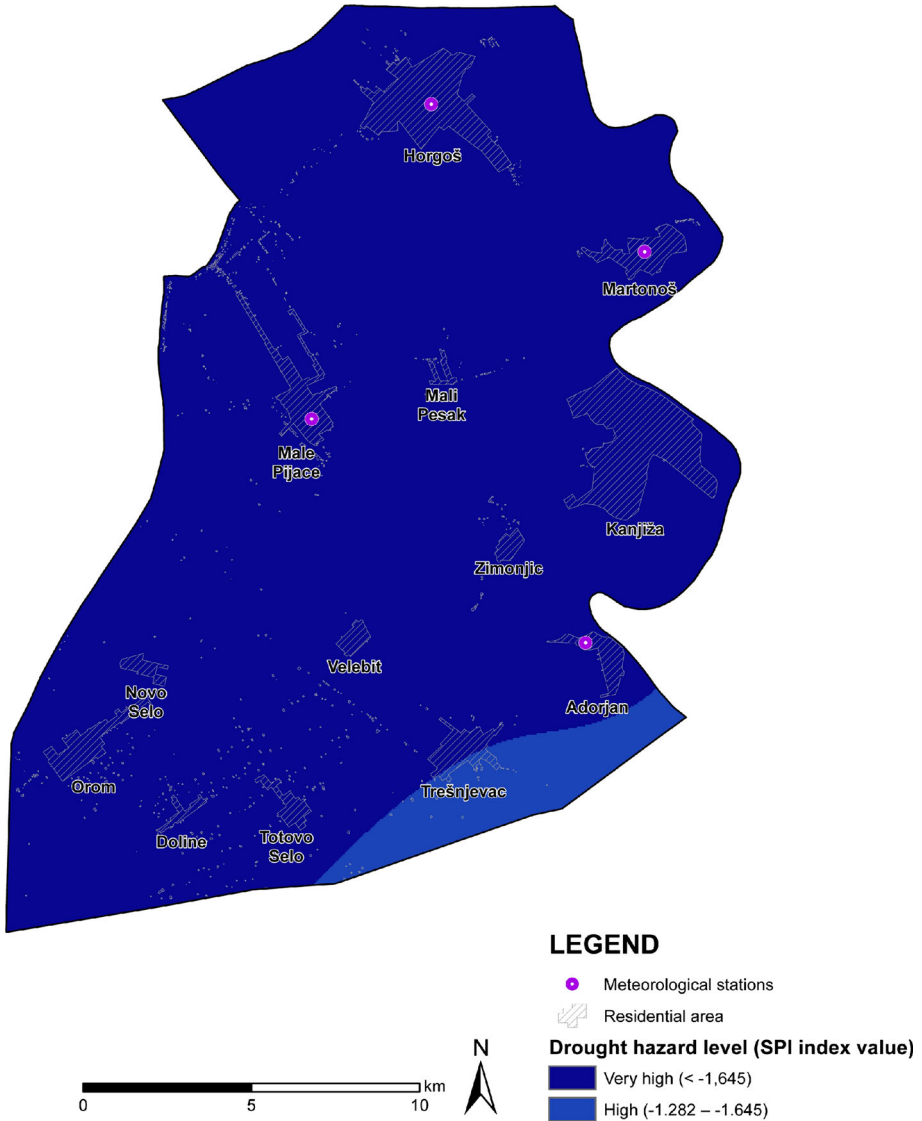 Horgoš
Martonoš
Mali
Pesak
Male
Pijace
Kanjiža
Zimonjic
Velebit
Novo
Selo
Adorjan
Orom
Trešnjevac
Doline
Totovo
Selo
LEGEND
Meteorological stations
Residential area
Drought hazard level (SPI index value)
Very high (< -1,645)
High (-1.282 – -1.645)
N
km
0 5 10